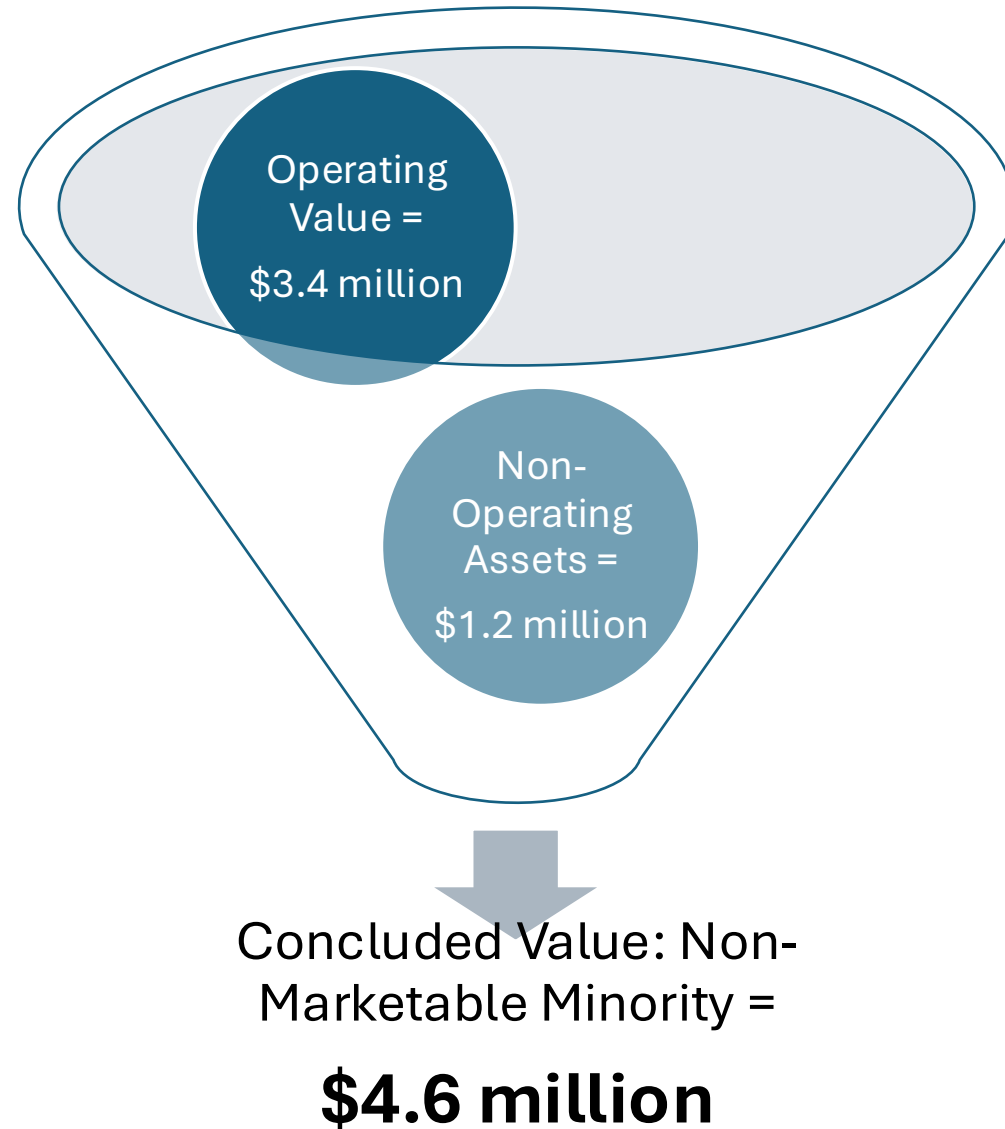 Operating
Value =
$3.4 million
Non-
Operating
Assets =
$1.2 million
Concluded Value: Non-
Marketable Minority =
$4.6 million